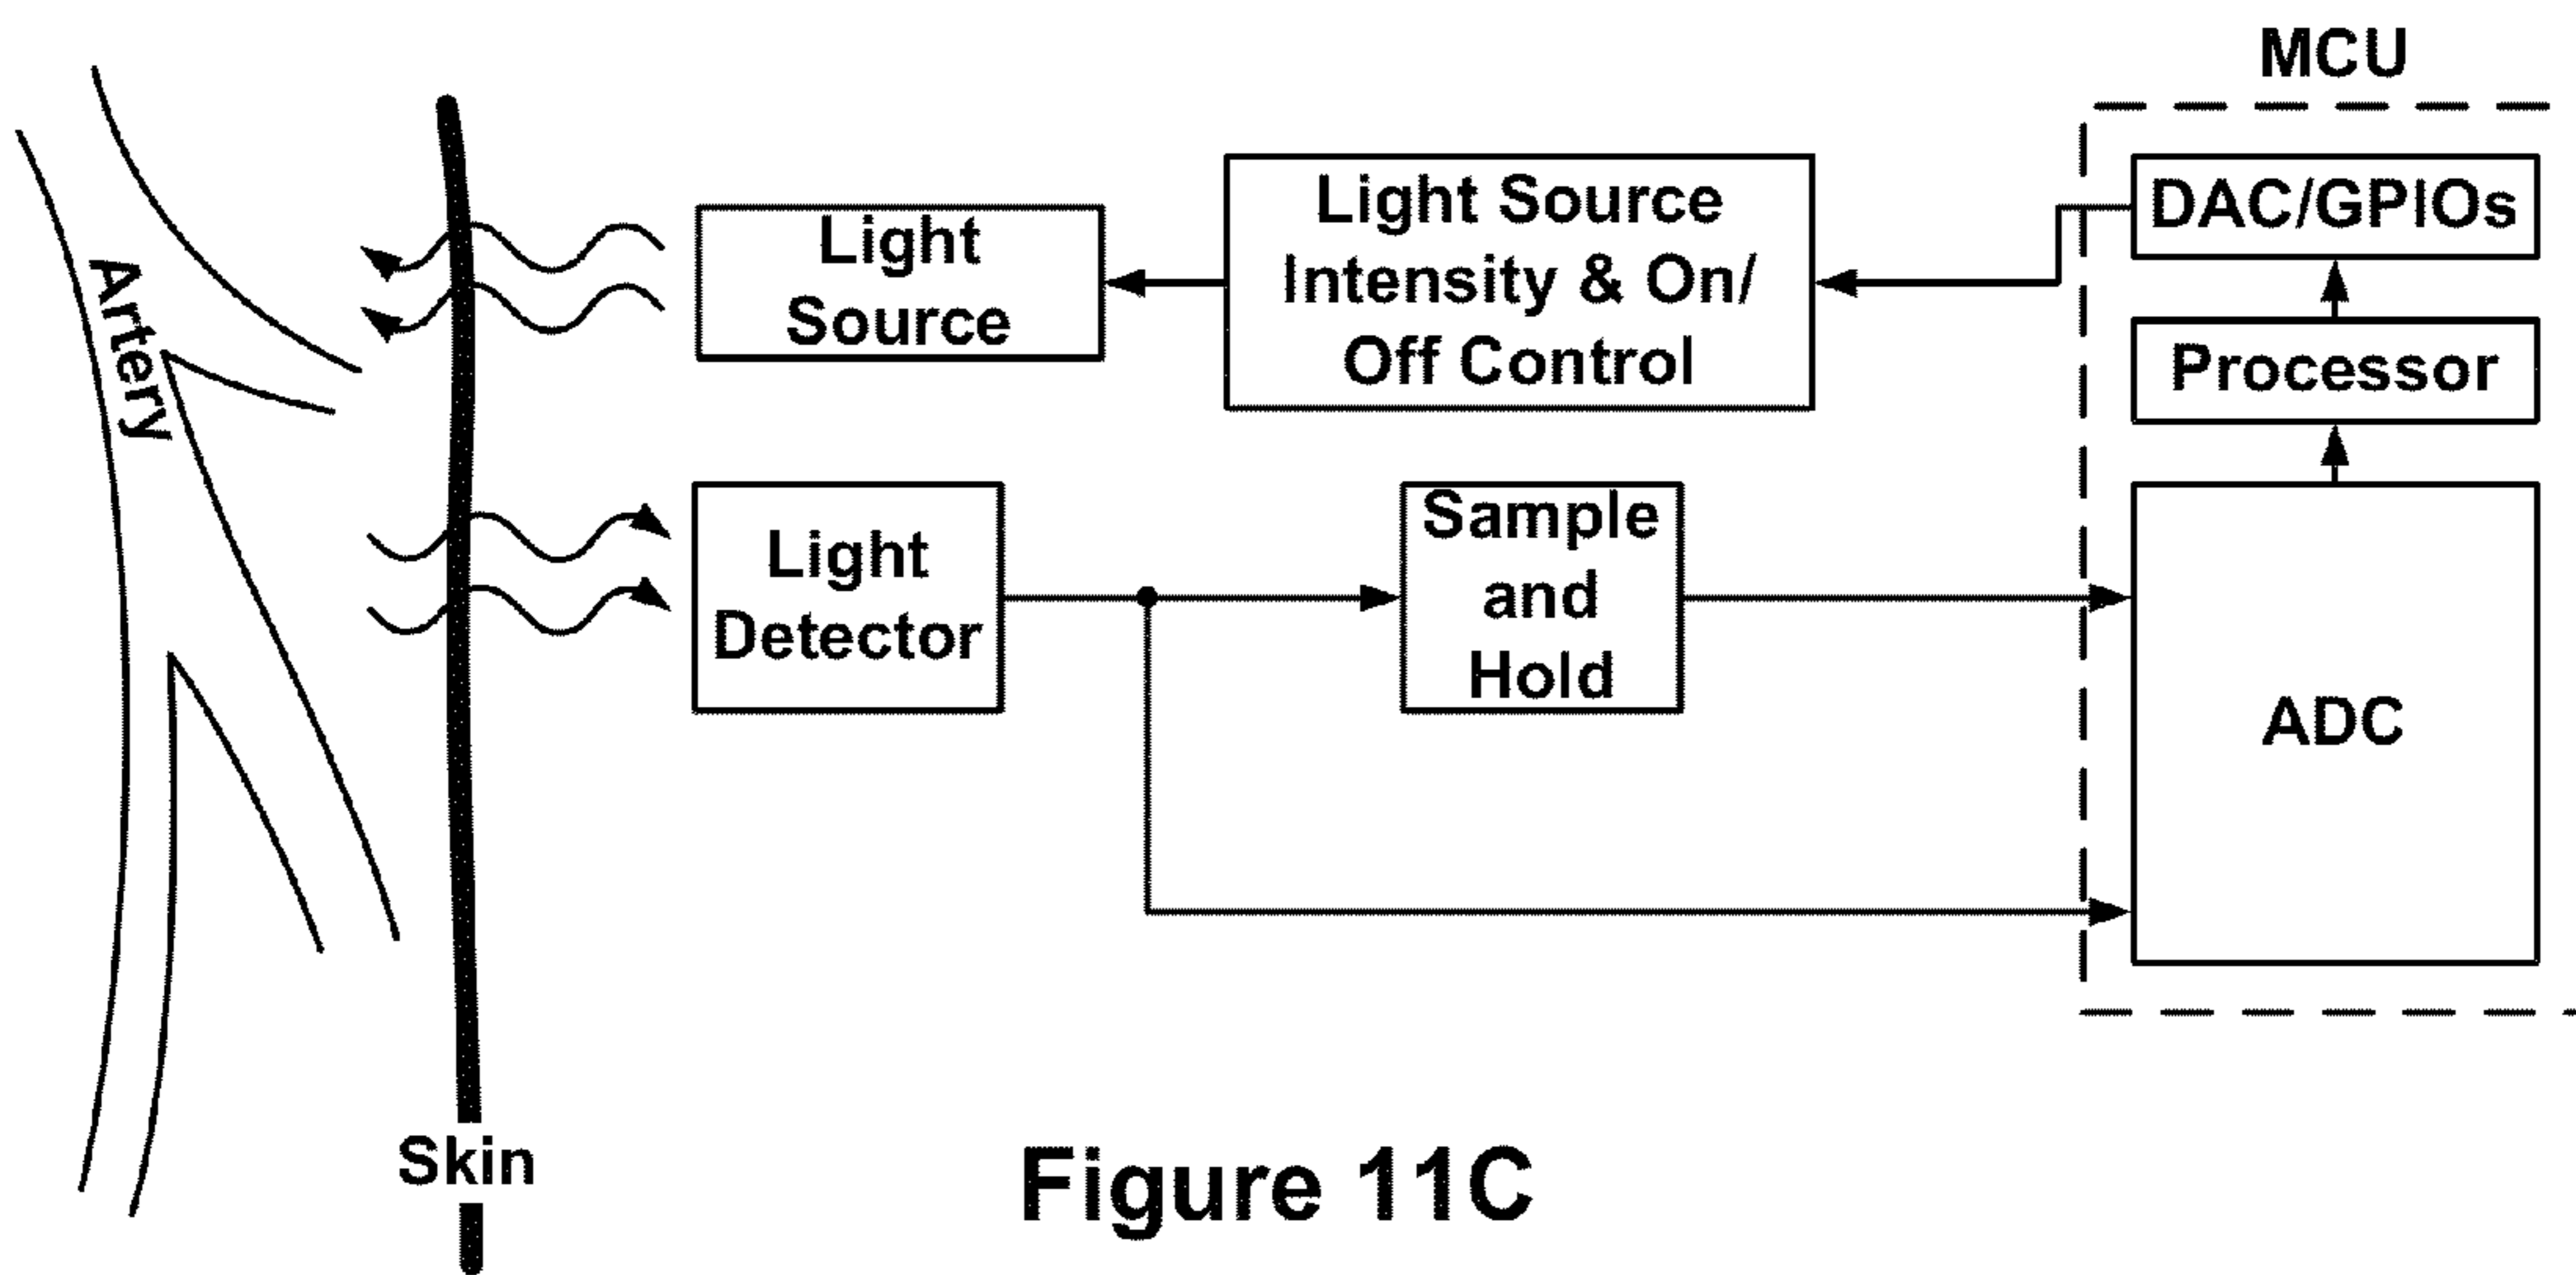 MCU
DAC/GPIOs
Light Source
Intensity & On/
Off Control
Light
Source
Artery
Processor
Light
Detector
Sample
and
Hold
ADC
Skin
Figure 11C